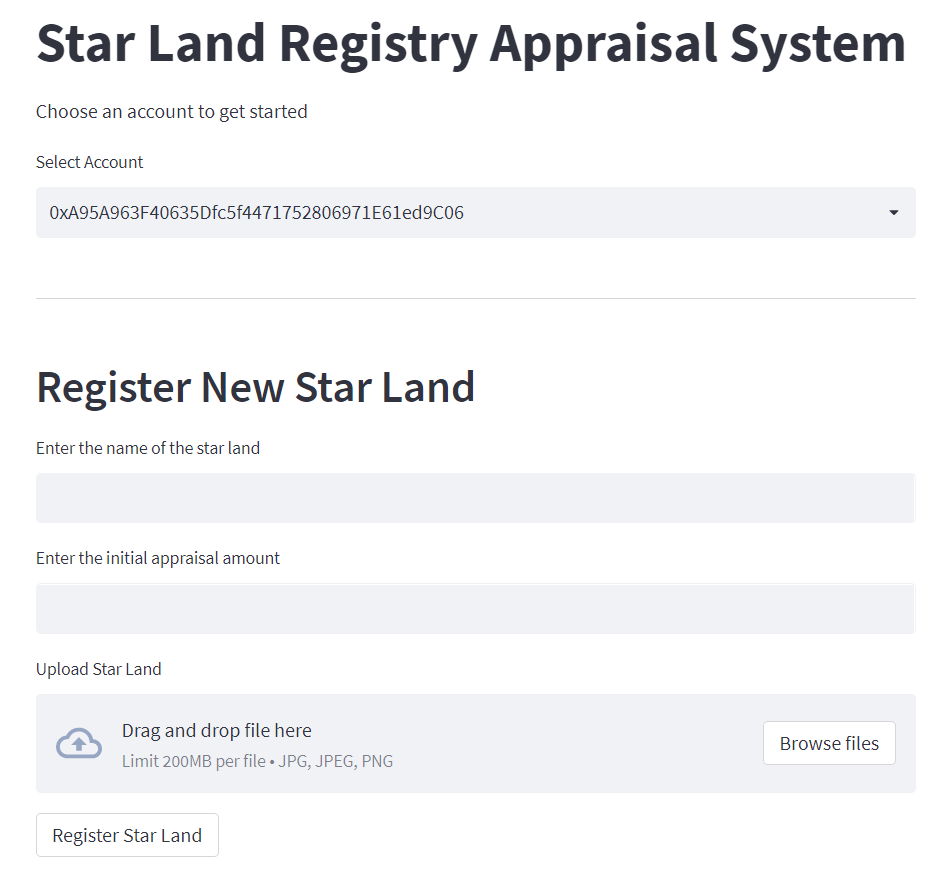 Star Land Registry Appraisal System
Choose an account to get started
Select Account
0xA95A963F40635Dfc5f4471752806971E61ed9C06
Register New Star Land
Enter the name of the star land
Enter the initial appraisal amount
Upload Star Land
Drag and drop file here
Limit 200MB per file • JPG, JPEG, PNG
Browse files
Register Star Land